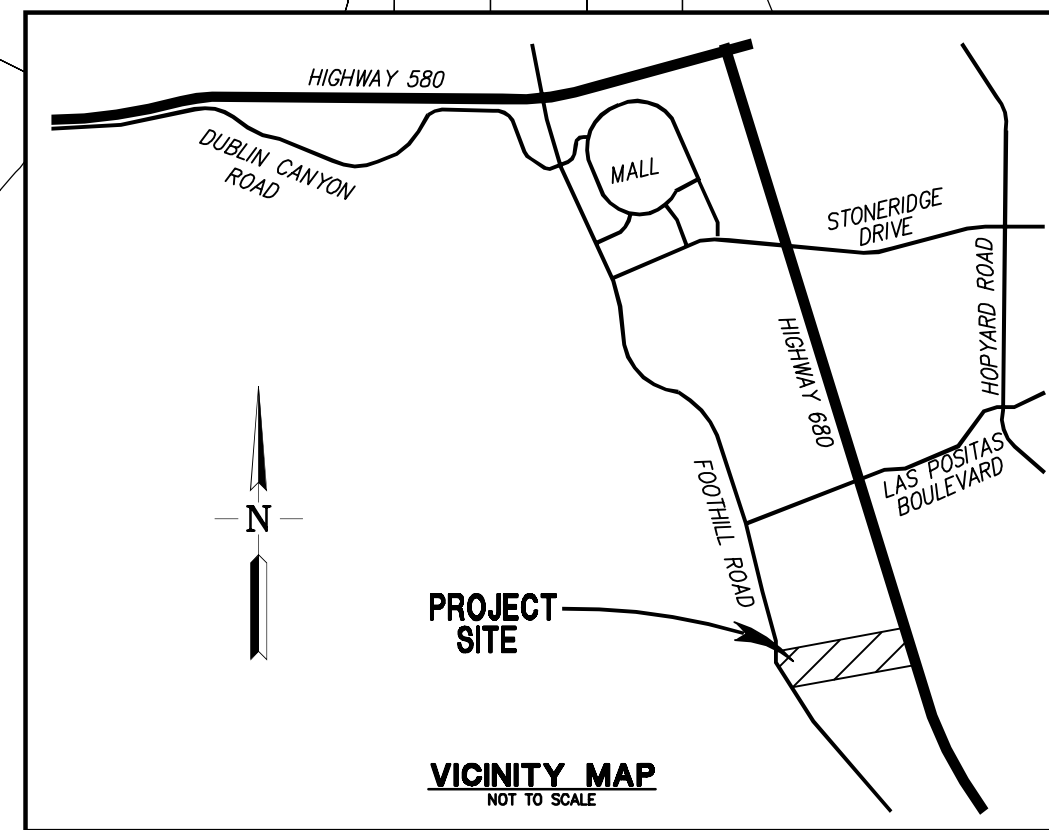 HIGHWAY 580
DUBLIN CANYON
ROAD
MALL
STONERIDGE
DRIVE
HOPYARD ROAD
HIGHWAY 680
LAS POSITAS
BOULEVARD
FOOTHILL ROAD
N
PROJECT
SITE
VICINITY MAP
NOT TO SCALE